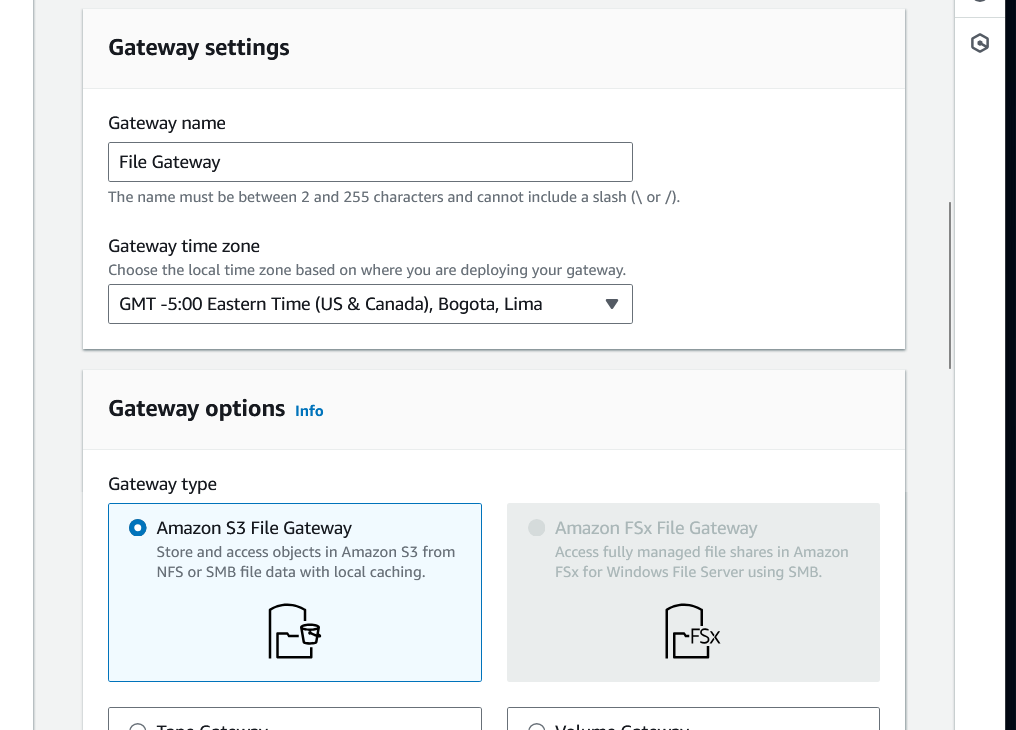 Gateway settings
Gateway name
File Gateway
The name must be between 2 and 255 characters and cannot include a slash (\ or /).
Gateway time zone
Choose the local time zone based on where you are deploying your gateway.
GMT -5:00 Eastern Time (US & Canada), Bogota, Lima
Gateway options Info
Gateway type
Amazon S3 File Gateway
Store and access objects in Amazon S3 from
NFS or SMB file data with local caching.
Amazon FSx File Gateway
Access fully managed file shares in Amazon
FSx for Windows File Server using SMB.
FSx
Tape Gateway
Volume Gateway